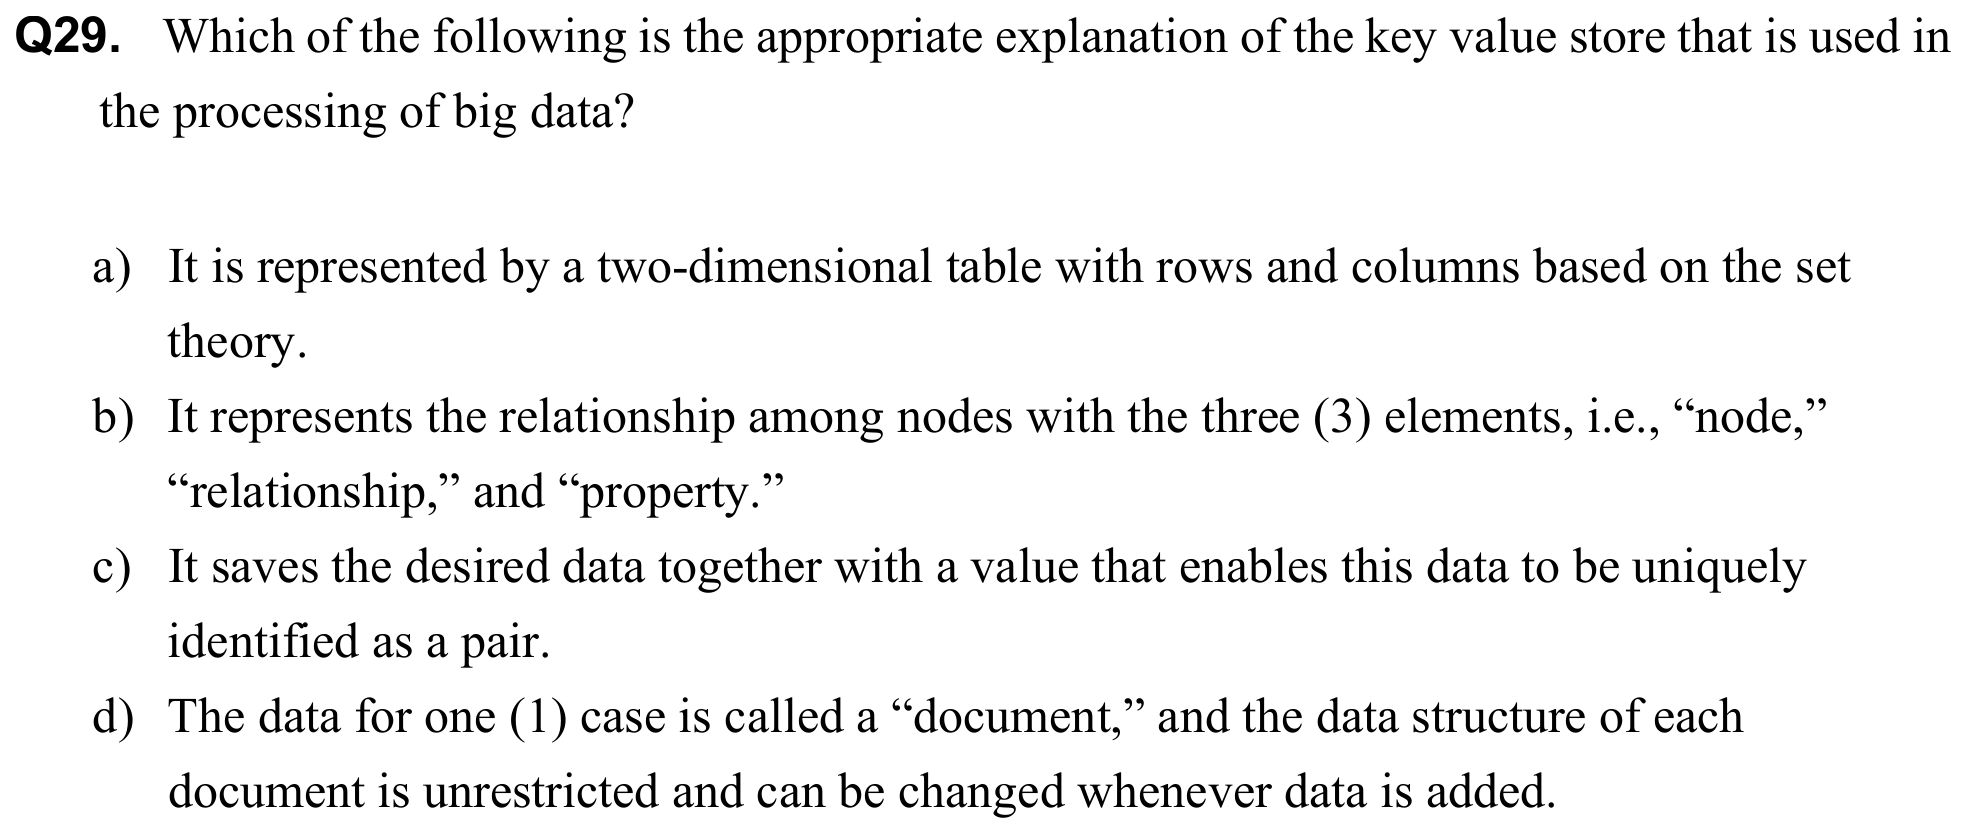 Q29. Which of the following is the appropriate explanation of the key value store that is used in
the processing of big data?
a) It is represented by a two-dimensional table with rows and columns based on the set
theory.
b) It represents the relationship among nodes with the three (3) elements, i.e., “node,”
“relationship,” and “property.”
c) It saves the desired data together with a value that enables this data to be uniquely
identified as a pair.
d) The data for one (1) case is called a “document,” and the data structure of each
document is unrestricted and can be changed whenever data is added.